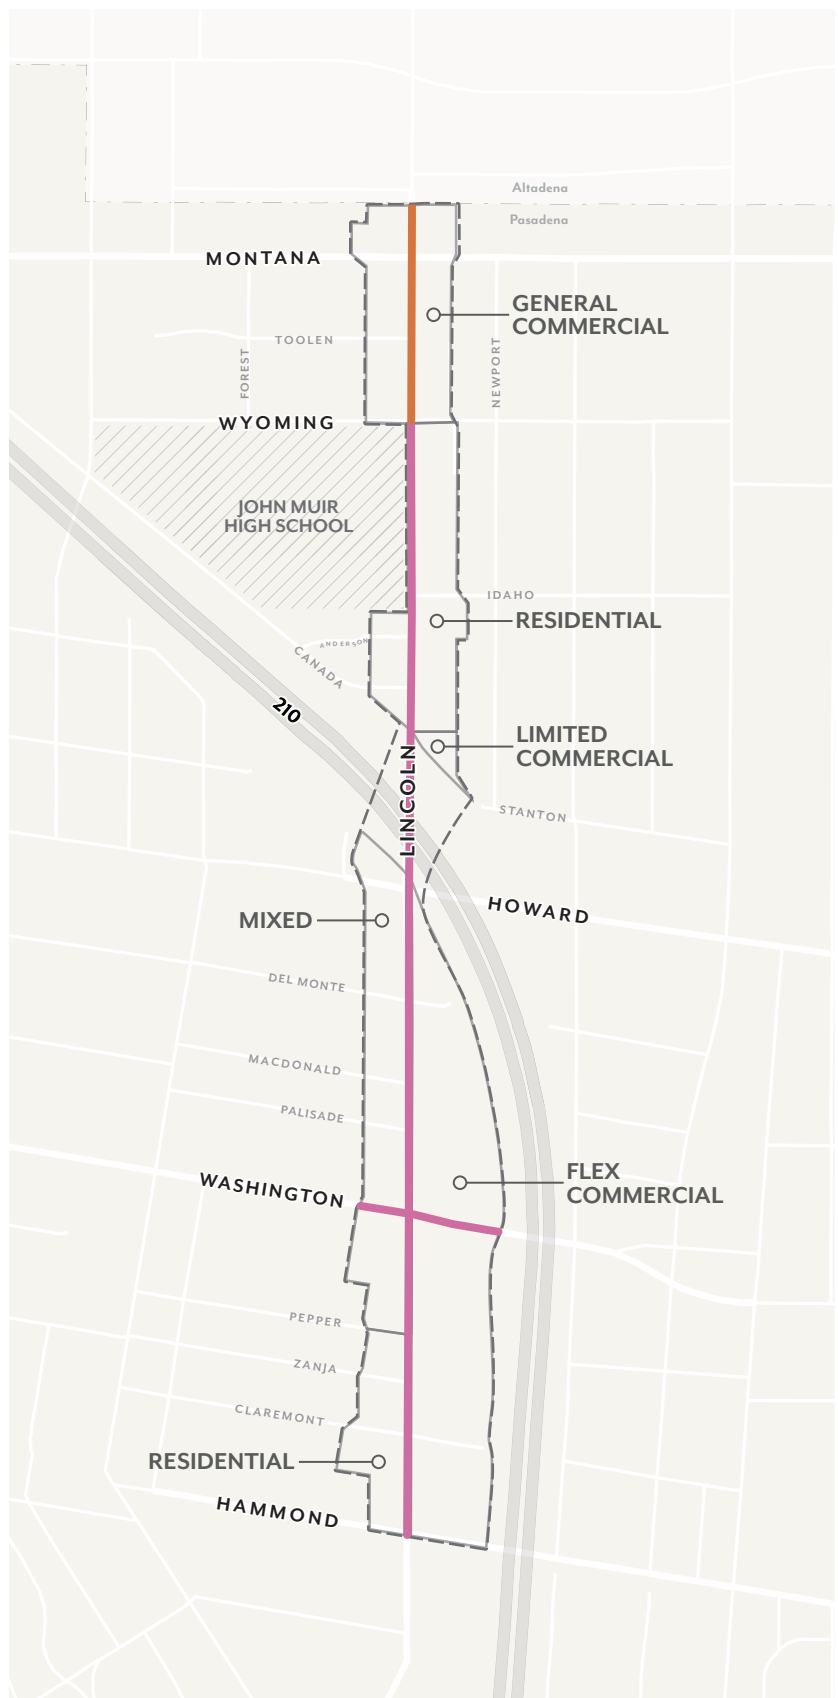 Altadena
Pasadena
MONTANA
GENERAL
COMMERCIAL
TOOLEN
FOREST
NEWPORT
WYOMING
JOHN MUIR
HIGH SCHOOL
IDAHO
RESIDENTIAL
ANDERSON
CANADA
210
LIMITED
COMMERCIAL
LINCOLN
STANTON
HOWARD
MIXED
DEL MONTE
MACDONALD
PALISADE
FLEX
COMMERCIAL
WASHINGTON
PEPPER
ZANJA
CLAREMONT
RESIDENTIAL
HAMMOND